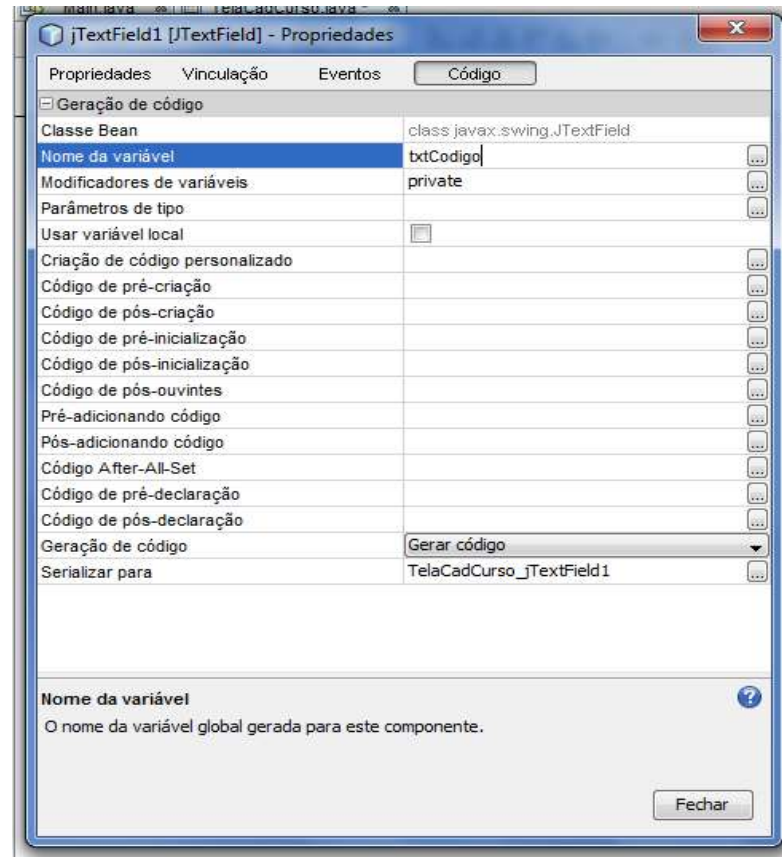 Main.java TelaCadCurso.java *
jTextField1 [JTextField] - Propriedades
Propriedades Vinculação Eventos Código
Geração de código
Classe Bean class javax.swing.JTextField
Nome da variável txtCodigo ...
Modificadores de variáveis private ...
Parâmetros de tipo ...
Usar variável local
Criação de código personalizado ...
Código de pré-criação ...
Código de pós-criação ...
Código de pré-inicialização ...
Código de pós-inicialização ...
Código de pós-ouvintes ...
Pré-adicionando código ...
Pós-adicionando código ...
Código After-All-Set ...
Código de pré-declaração ...
Código de pós-declaração ...
Geração de código Gerar código
Serializar para TelaCadCurso_jTextField1 ...
Nome da variável
O nome da variável global gerada para este componente.
Fechar